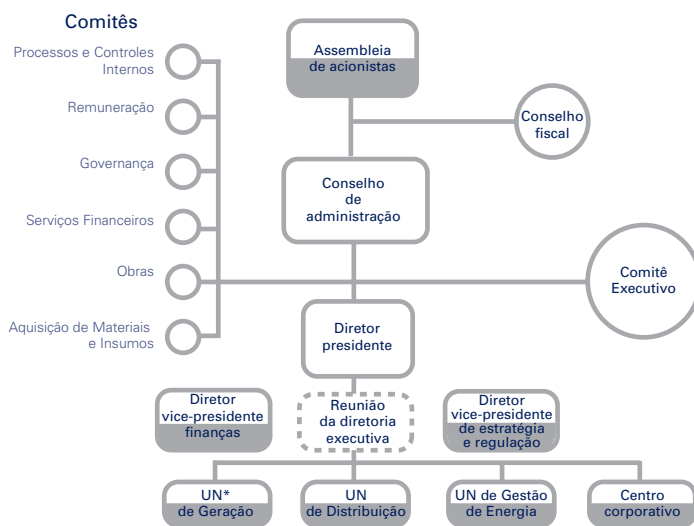 Comitês
Processos e Controles
Internos
Remuneração
Governança
Serviços Financeiros
Obras
Aquisição de Materiais
e Insumos
Assembleia
de acionistas
Conselho
fiscal
Conselho
de
administração
Comitê
Executivo
Diretor
presidente
Diretor
vice-presidente
finanças
Reunião
da diretoria
executiva
Diretor
vice-presidente
de estratégia
e regulação
UN*
de Geração
UN
de Distribuição
UN de Gestão
de Energia
Centro
corporativo